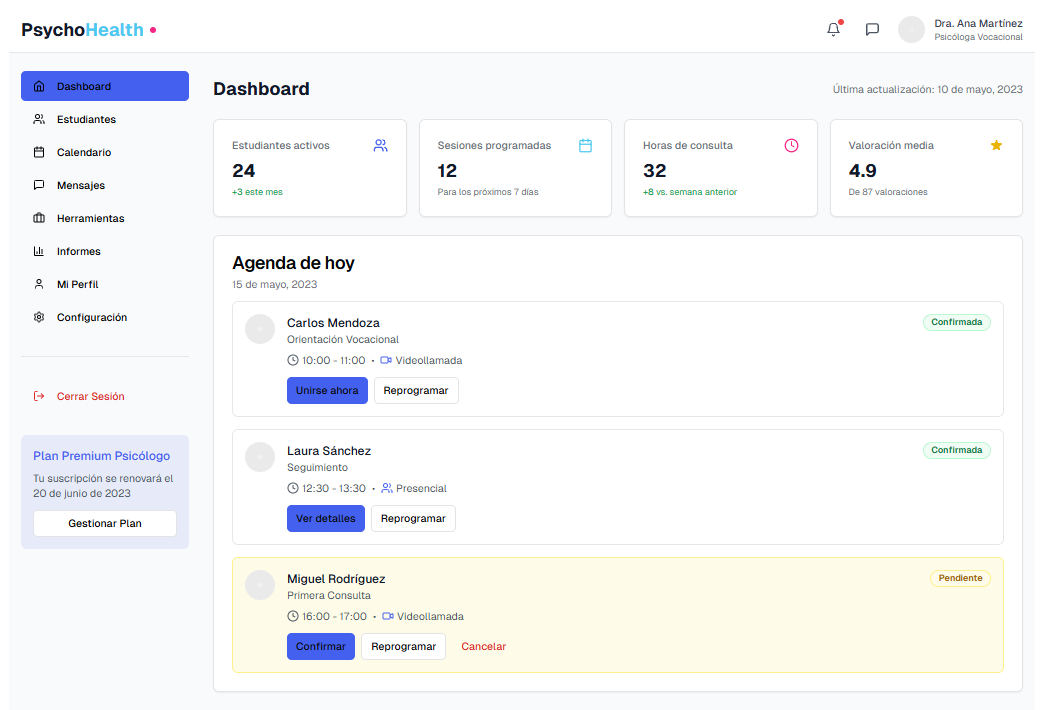 PsychoHealth
Dra. Ana Martínez
Psicóloga Vocacional
Dashboard
Estudiantes
Calendario
Mensajes
Herramientas
Informes
Mi Perfil
Configuración
Cerrar Sesión
Plan Premium Psicólogo
Tu suscripción se renovará el
20 de junio de 2023
Gestionar Plan
Dashboard
Última actualización: 10 de mayo, 2023
Estudiantes activos
24
+3 este mes
Sesiones programadas
12
Para los próximos 7 días
Horas de consulta
32
+8 vs. semana anterior
Valoración media
4.9
De 87 valoraciones
Agenda de hoy
15 de mayo, 2023
Carlos Mendoza
Confirmada
Orientación Vocacional
10:00 - 11:00 • Videollamada
Unirse ahora Reprogramar
Laura Sánchez
Confirmada
Seguimiento
12:30 - 13:30 • Presencial
Ver detalles Reprogramar
Miguel Rodríguez
Pendiente
Primera Consulta
16:00 - 17:00 • Videollamada
Confirmar Reprogramar Cancelar